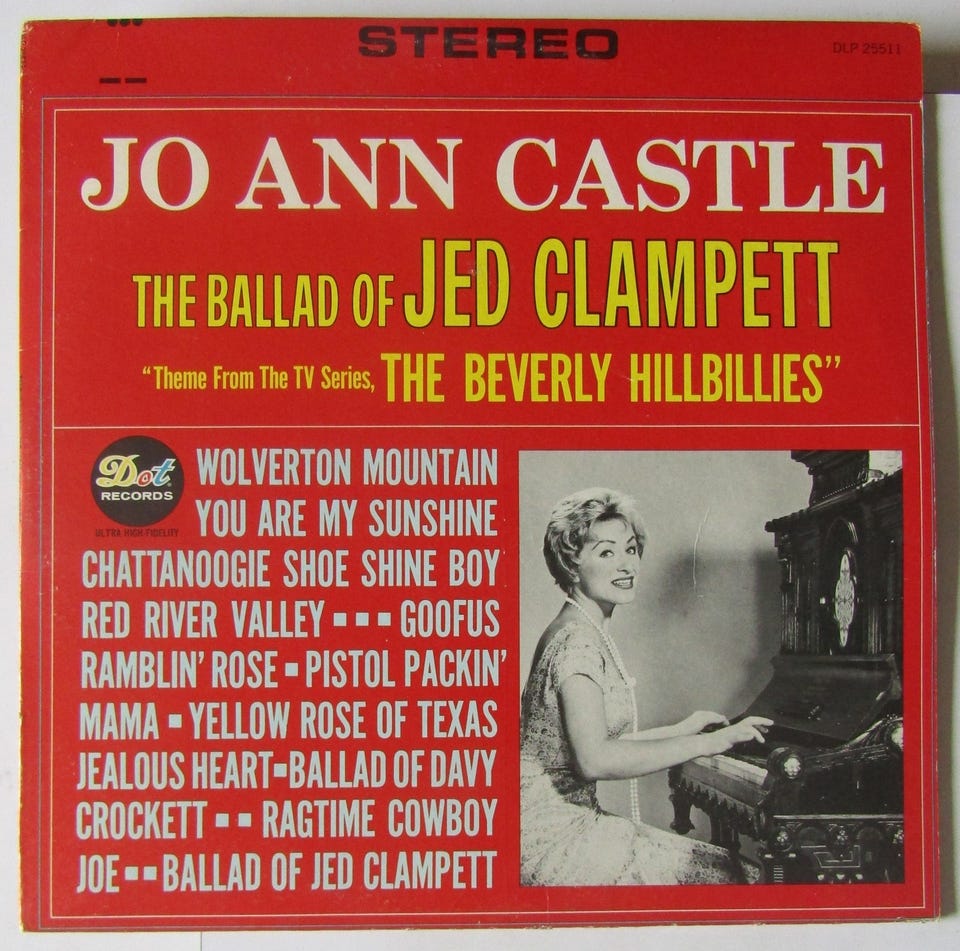 STEREO
DLP 25511
JO ANN CASTLE
THE BALLAD OF JED CLAMPETT
“Theme From The TV Series, THE BEVERLY HILLBILLIES”
Dot
RECORDS
ULTRA HIGH-FIDELITY
WOLVERTON MOUNTAIN
YOU ARE MY SUNSHINE
CHATTANOOGIE SHOE SHINE BOY
RED RIVER VALLEY ▪▪▪ GOOFUS
RAMBLIN' ROSE ▪ PISTOL PACKIN'
MAMA ▪ YELLOW ROSE OF TEXAS
JEALOUS HEART▪BALLAD OF DAVY
CROCKETT ▪▪ RAGTIME COWBOY
JOE▪▪BALLAD OF JED CLAMPETT